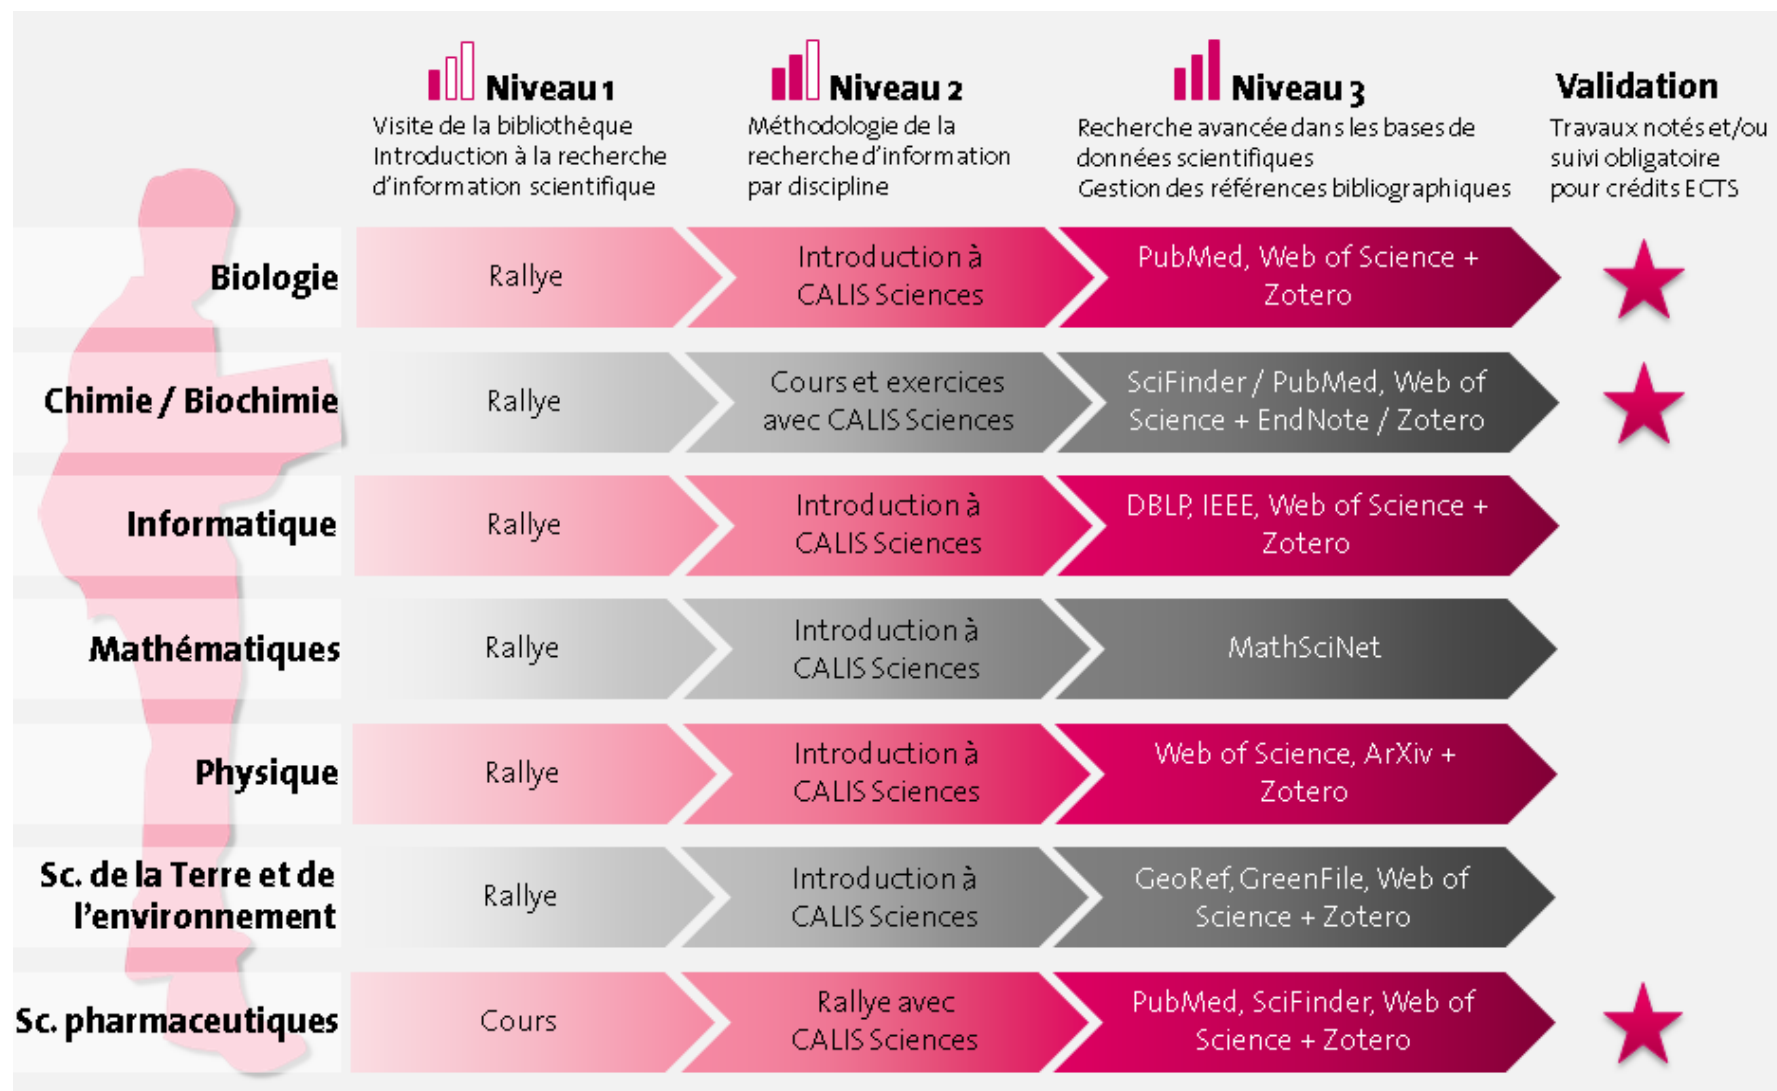 Niveau 1
Visite de la bibliothèque
Introduction à la recherche
d'information scientifique
Niveau 2
Méthodologie de la
recherche d'information
par discipline
Niveau 3
Recherche avancée dans les bases de
données scientifiques
Gestion des références bibliographiques
Validation
Travaux notés et/ou
suivi obligatoire
pour crédits ECTS
Biologie
Rallye
Introduction à
CALIS Sciences
PubMed, Web of Science +
Zotero
Chimie / Biochimie
Rallye
Cours et exercices
avec CALIS Sciences
SciFinder / PubMed, Web of
Science + EndNote / Zotero
Informatique
Rallye
Introduction à
CALIS Sciences
DBLP, IEEE, Web of Science +
Zotero
Mathématiques
Rallye
Introduction à
CALIS Sciences
MathSciNet
Physique
Rallye
Introduction à
CALIS Sciences
Web of Science, ArXiv +
Zotero
Sc. de la Terre et de
l'environnement
Rallye
Introduction à
CALIS Sciences
GeoRef, GreenFile, Web of
Science + Zotero
Sc. pharmaceutiques
Cours
Rallye avec
CALIS Sciences
PubMed, SciFinder, Web of
Science + Zotero